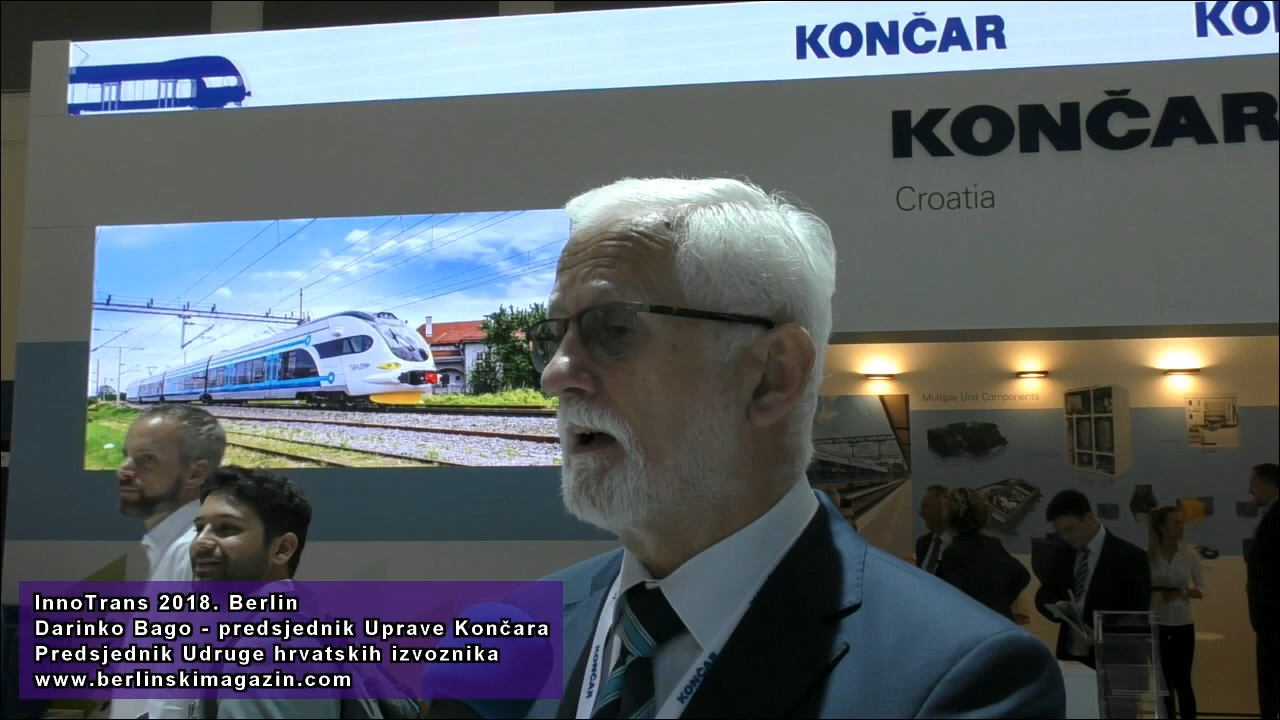 KONČAR
KONČAR
Croatia
Multiple Unit Components
InnoTrans 2018. Berlin
Darinko Bago - predsjednik Uprave Končara
Predsjednik Udruge hrvatskih izvoznika
www.berlinskimagazin.com
KONČAR
KONČAR